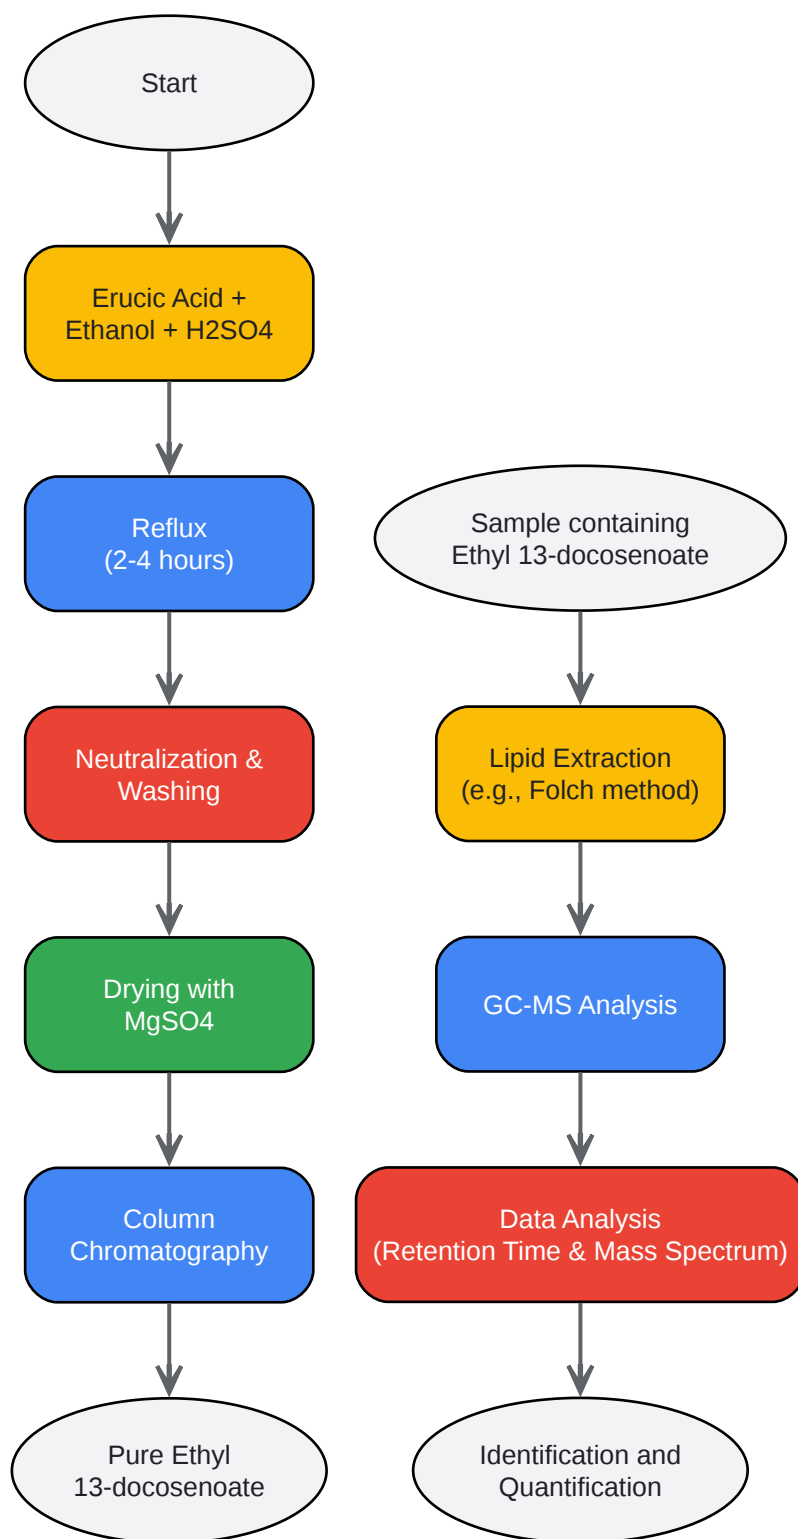 Start
Erucic Acid +
Ethanol + H2SO4
Reflux
(2-4 hours)
Neutralization &
Washing
Drying with
MgSO4
Column
Chromatography
Pure Ethyl
13-docosenoate
Sample containing
Ethyl 13-docosenoate
Lipid Extraction
(e.g., Folch method)
GC-MS Analysis
Data Analysis
(Retention Time & Mass Spectrum)
Identification and
Quantification